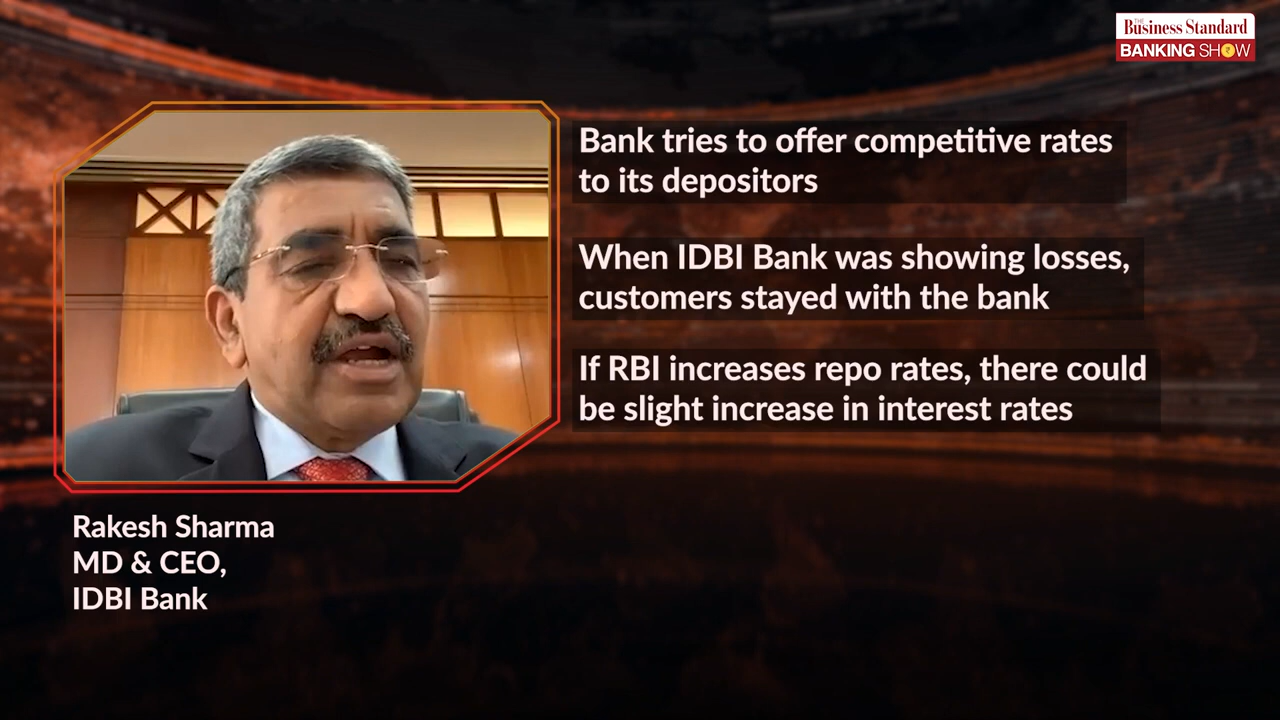 THE
Business Standard
BANKING SHOW
Bank tries to offer competitive rates
to its depositors
When IDBI Bank was showing losses,
customers stayed with the bank
If RBI increases repo rates, there could
be slight increase in interest rates
Rakesh Sharma
MD & CEO,
IDBI Bank